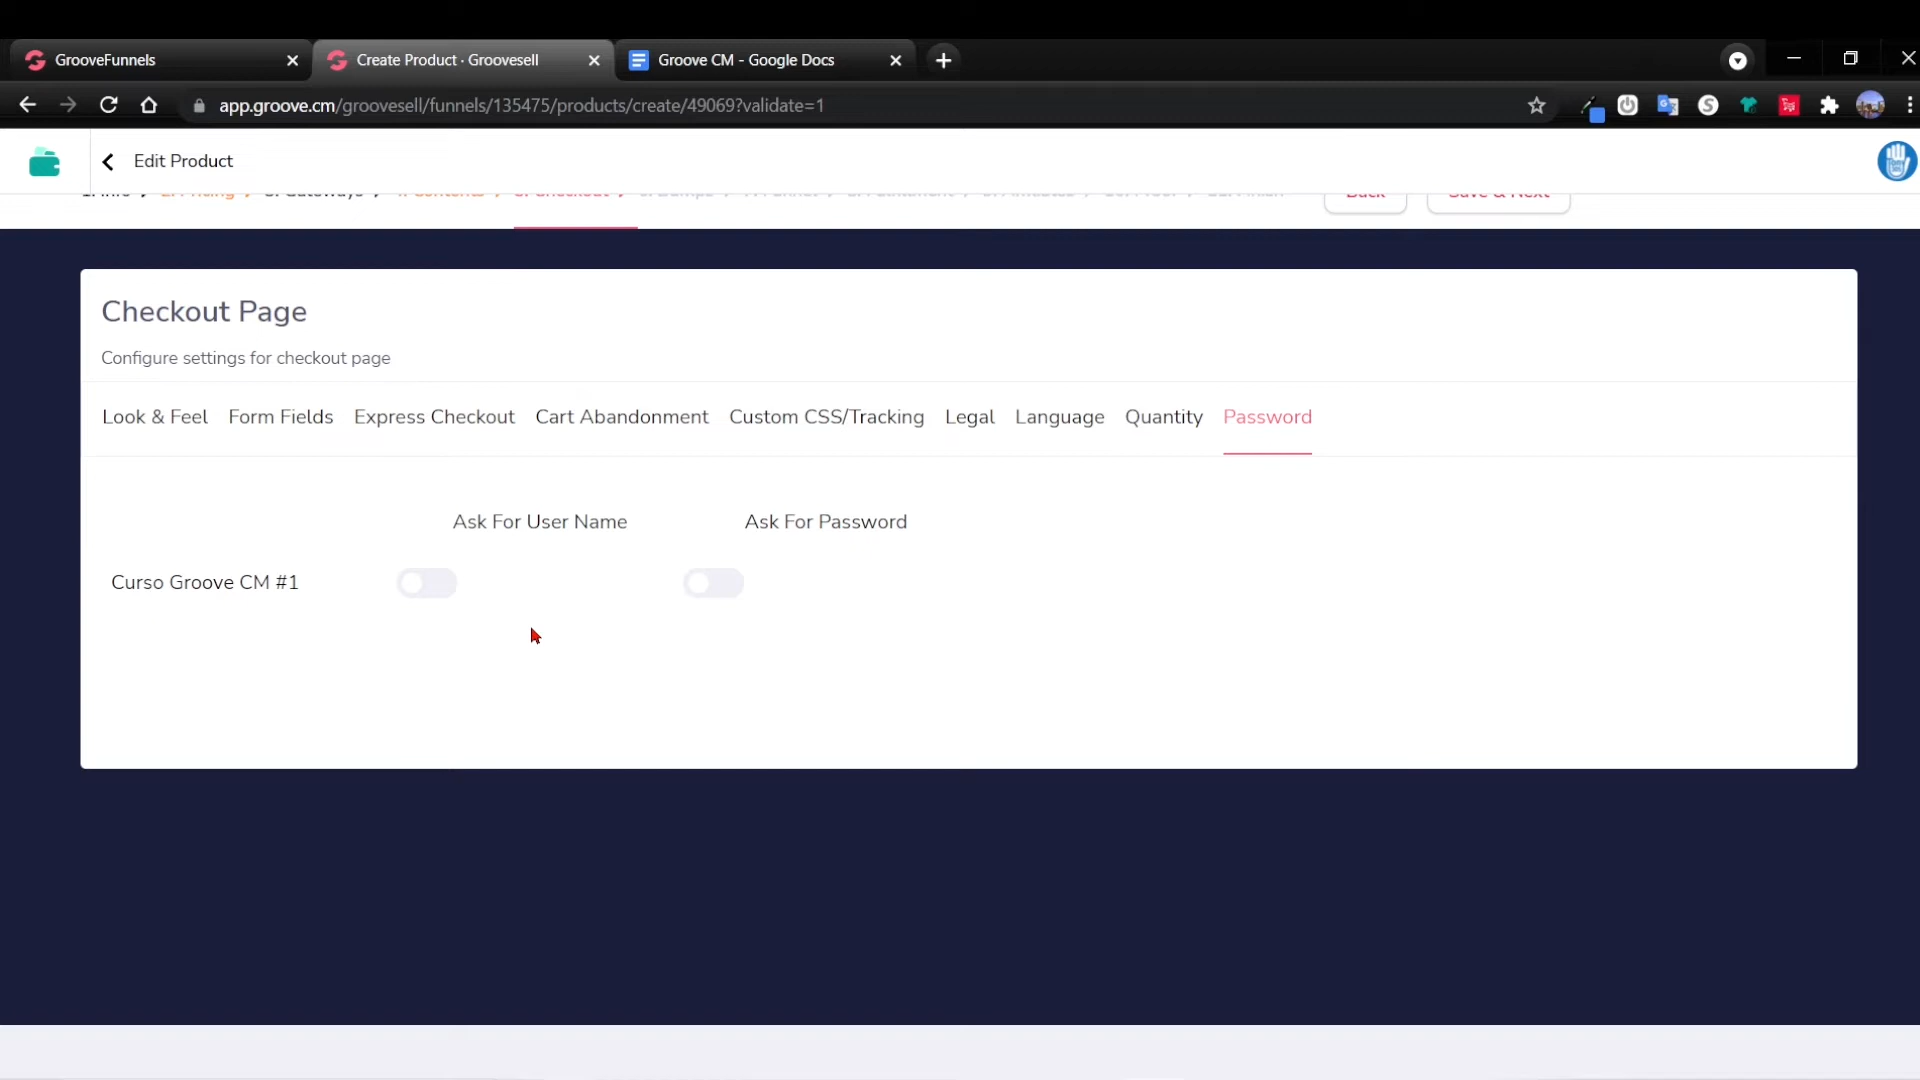 GrooveFunnels
Create Product · Groovesell
Groove CM - Google Docs
app.groove.cm/groovesell/funnels/135475/products/create/49069?validate=1
Edit Product
Checkout Page
Configure settings for checkout page
Look & Feel Form Fields Express Checkout Cart Abandonment Custom CSS/Tracking Legal Language Quantity Password
Ask For User Name Ask For Password
Curso Groove CM #1